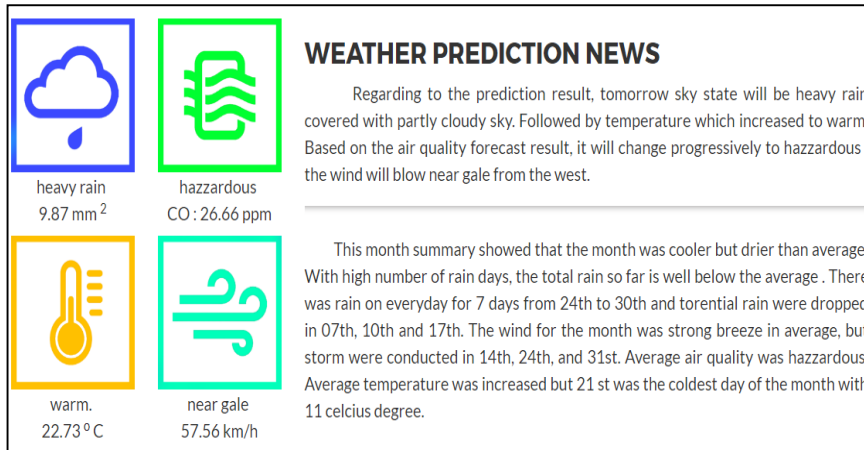 heavy rain
9.87 mm 2
hazzardous
CO : 26.66 ppm
warm.
22.73 o C
near gale
57.56 km/h
WEATHER PREDICTION NEWS
Regarding to the prediction result, tomorrow sky state will be heavy rain
covered with partly cloudy sky. Followed by temperature which increased to warm
Based on the air quality forecast result, it will change progressively to hazzardous
the wind will blow near gale from the west.
This month summary showed that the month was cooler but drier than average
With high number of rain days, the total rain so far is well below the average . There
was rain on everyday for 7 days from 24th to 30th and torential rain were dropped
in 07th, 10th and 17th. The wind for the month was strong breeze in average, but
storm were conducted in 14th, 24th, and 31st. Average air quality was hazzardous
Average temperature was increased but 21 st was the coldest day of the month with
11 celcius degree.